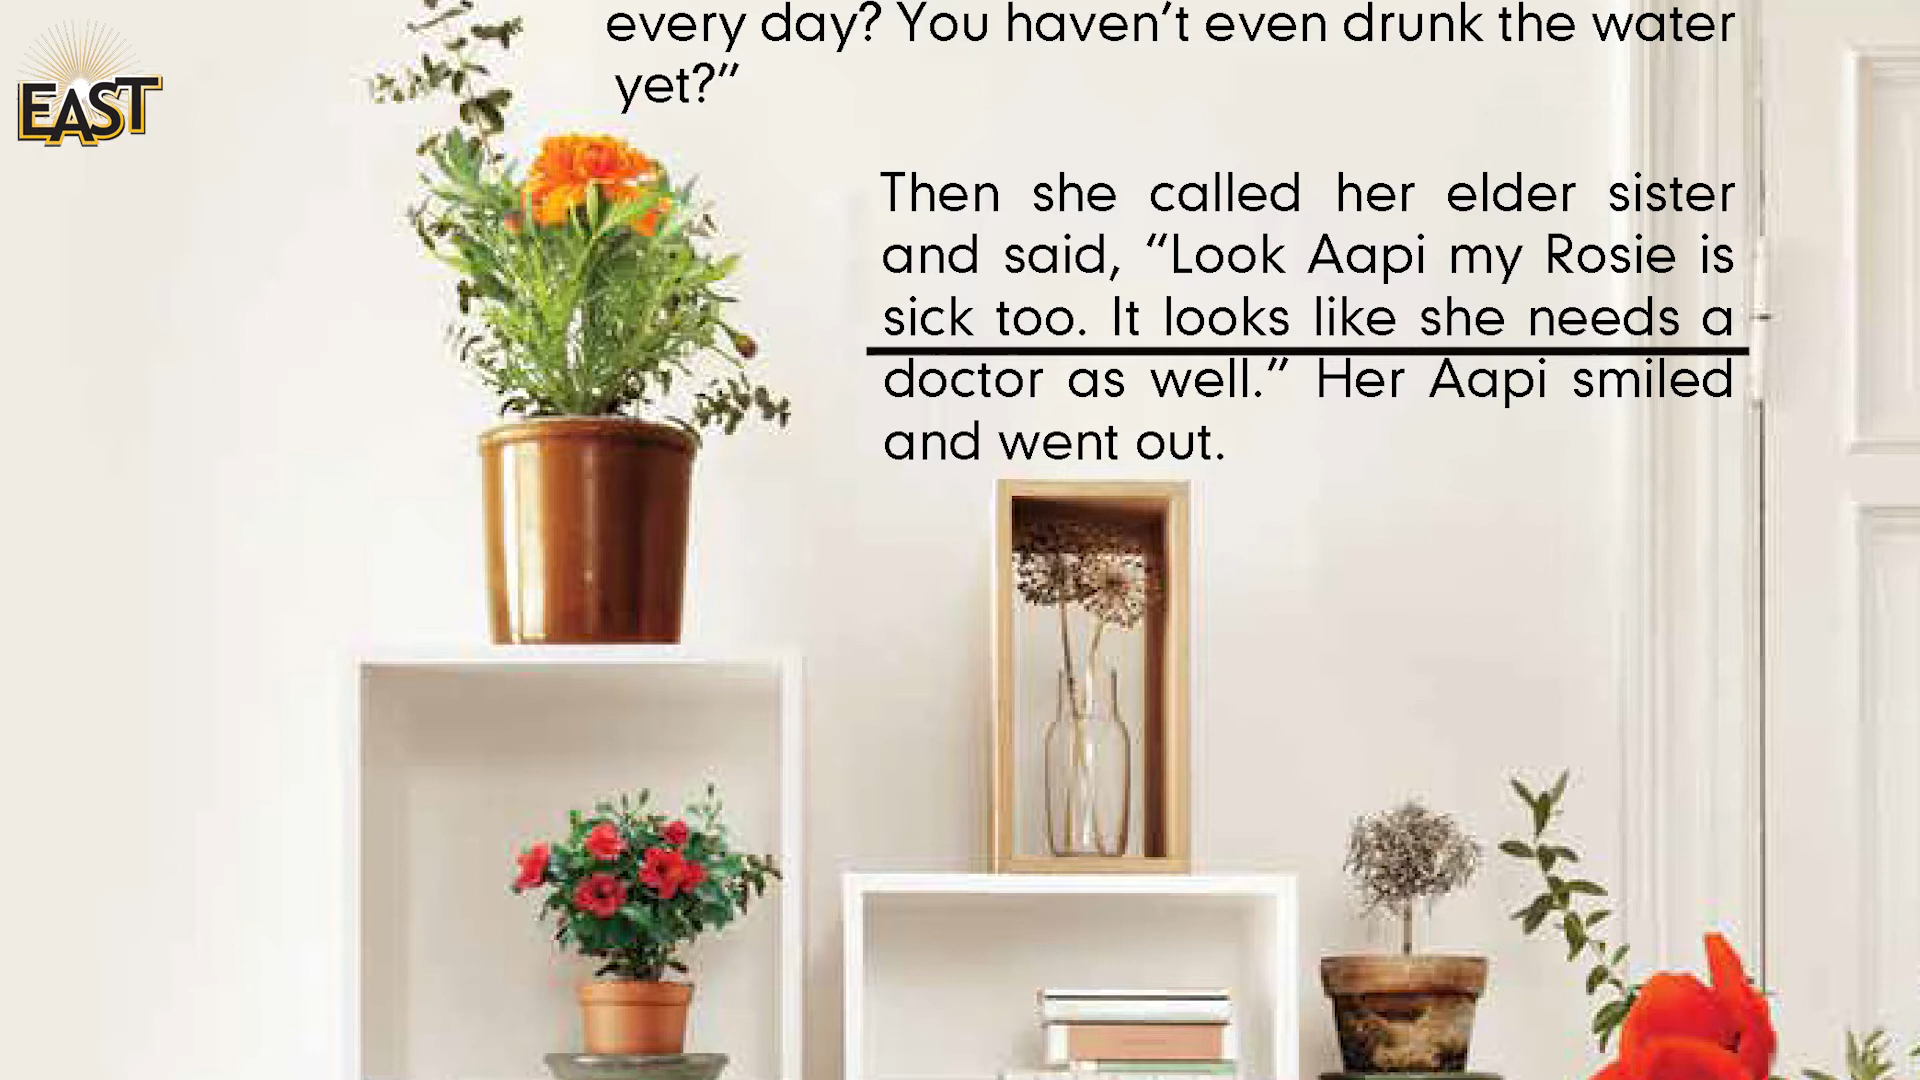 EAST
every day? You haven’t even drunk the water
yet?”
Then she called her elder sister
and said, “Look Aapi my Rosie is
sick too. It looks like she needs a
doctor as well.” Her Aapi smiled
and went out.